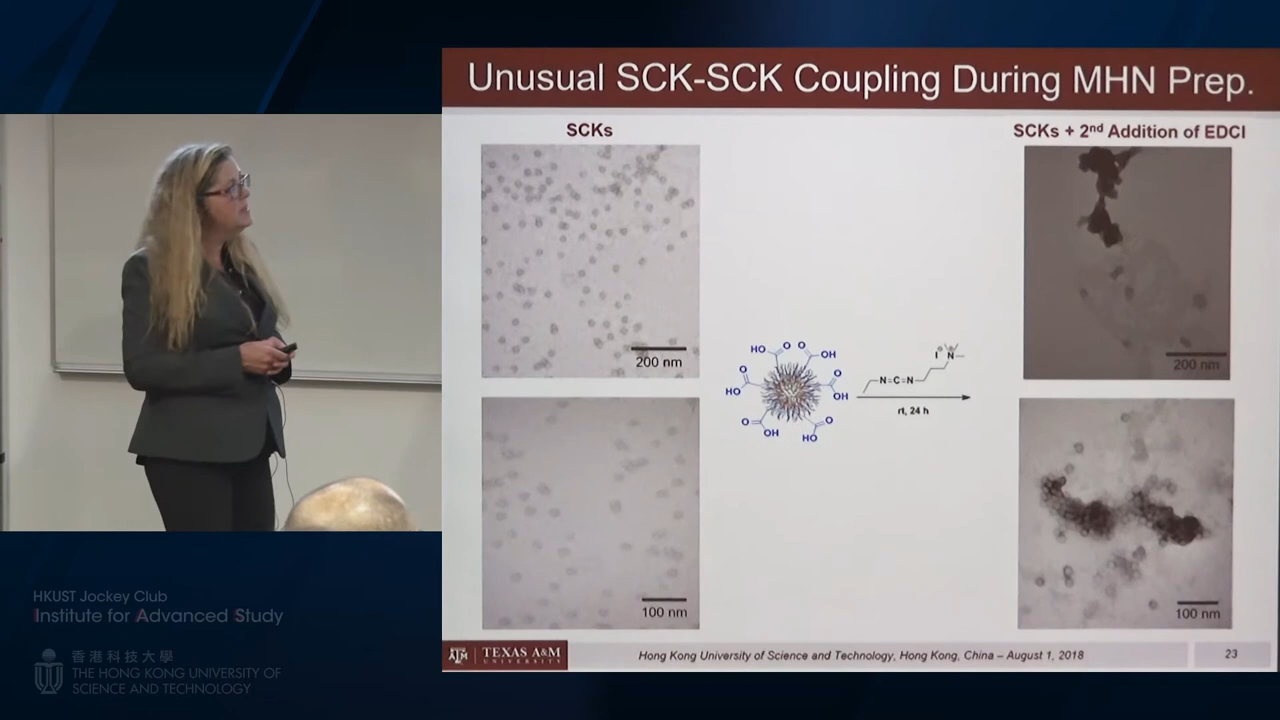 Unusual SCK-SCK Coupling During MHN Prep.
SCKs
SCKs + 2nd Addition of EDCI
200 nm
200 nm
HO
O
O
OH
O
HO
O
OH
O
OH
O
HO
I
N
N=C=N
rt, 24 h
100 nm
100 nm
HKUST Jockey Club
Institute for Advanced Study
香港科技大學
THE HONG KONG UNIVERSITY OF
SCIENCE AND TECHNOLOGY
ATM
TEXAS A&M
UNIVERSITY
Hong Kong University of Science and Technology, Hong Kong, China – August 1, 2018
23